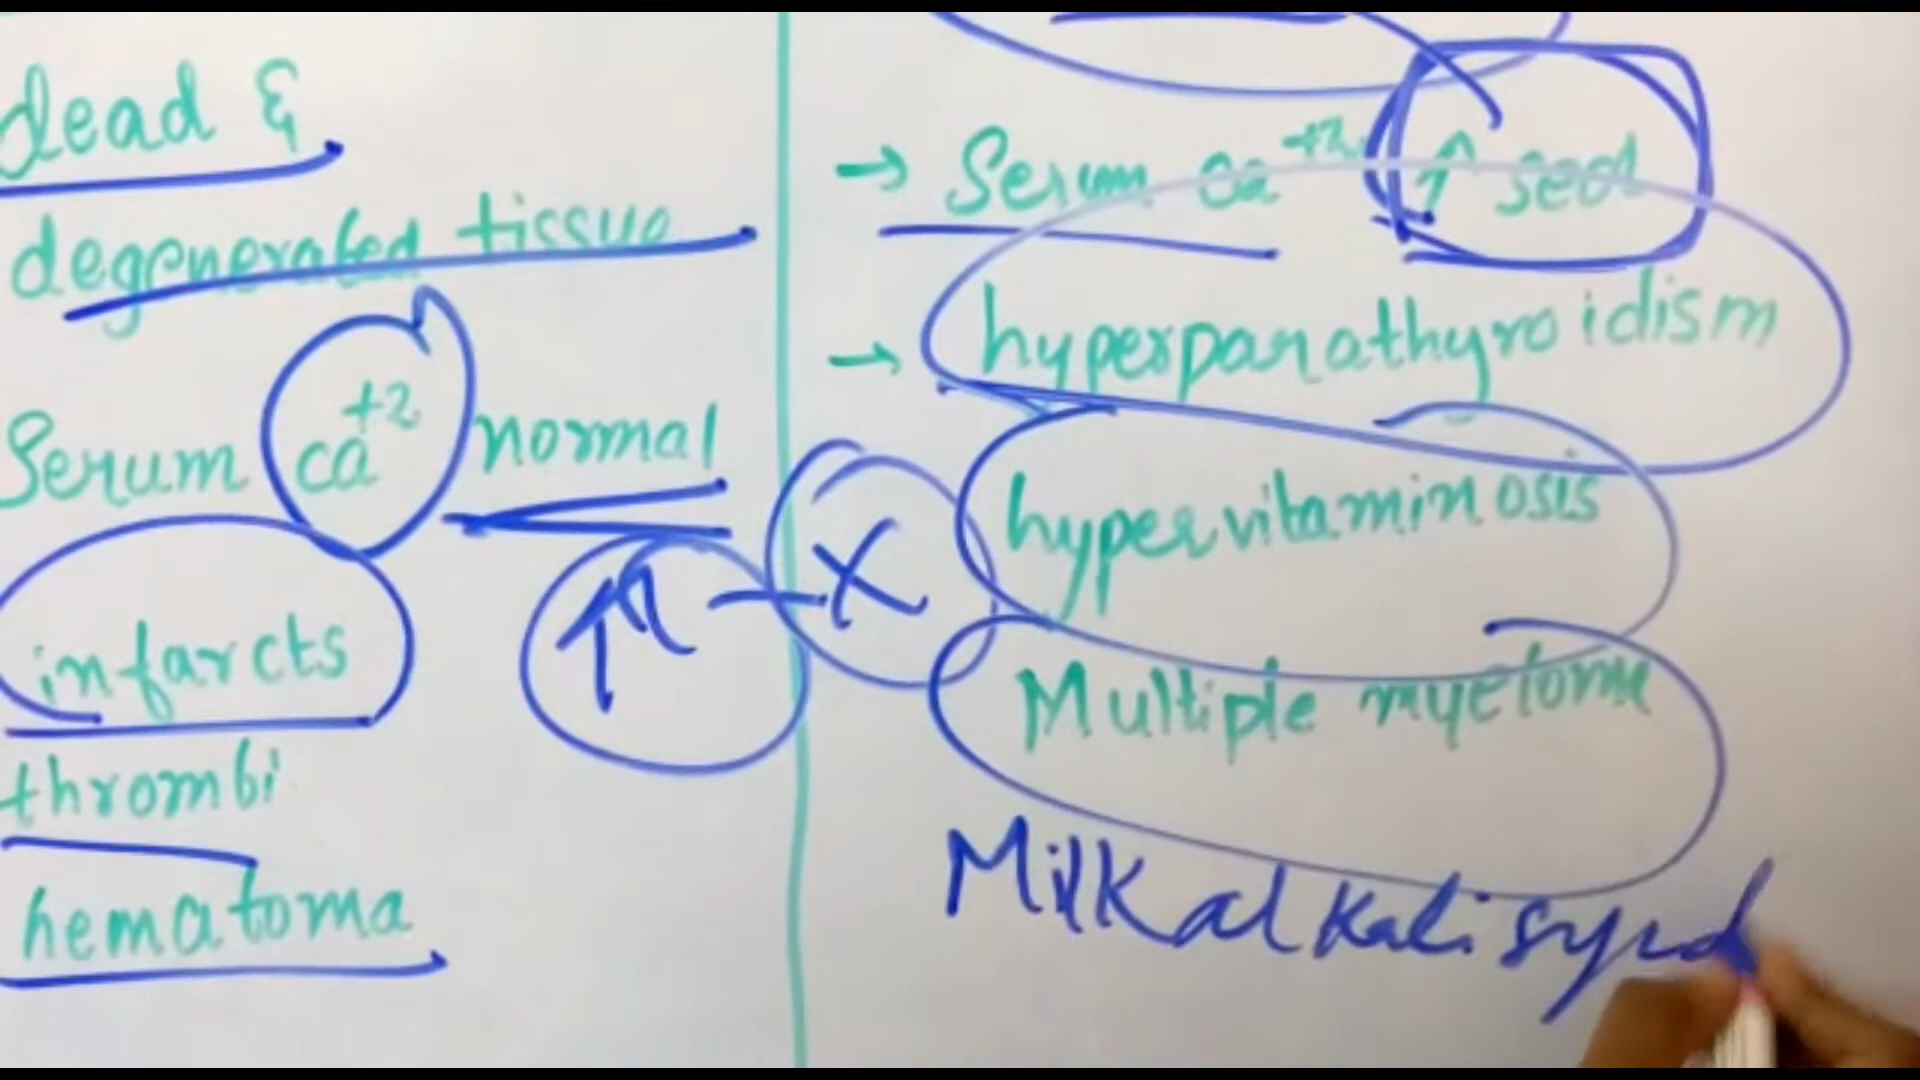 dead &
degenerated tissue
Serum ca+2 normal
infarcts
thrombi
hematoma
↑↑ - X
→ Serum ca+2 ↑ sed
→ hyperparathyroidism
hypervitaminosis
Multiple myeloma
Milk alkali synd